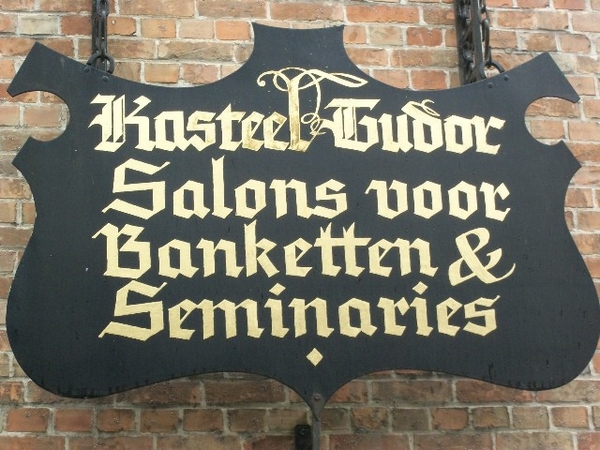 Kasteel Tudor
Salons voor
Banketten &
Seminaries